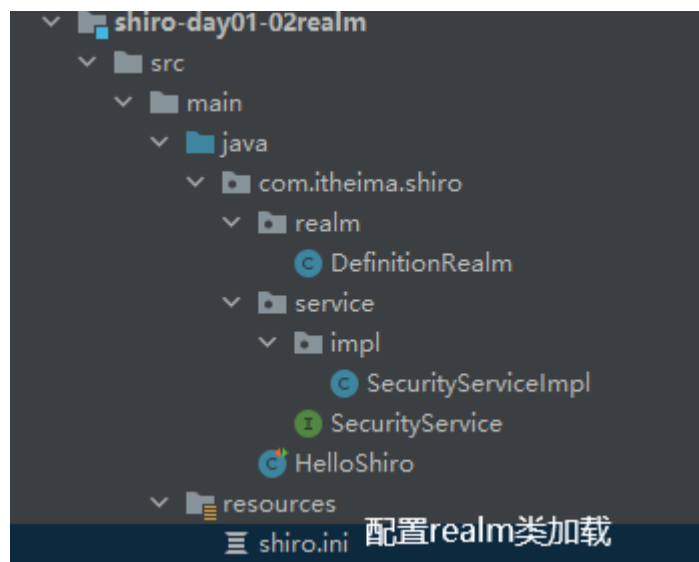 shiro-day01-02realm
src
main
java
com.itheima.shiro
realm
C DefinitionRealm
service
impl
C SecurityServiceImpl
I SecurityService
C HelloShiro
resources
shiro.ini 配置realm类加载